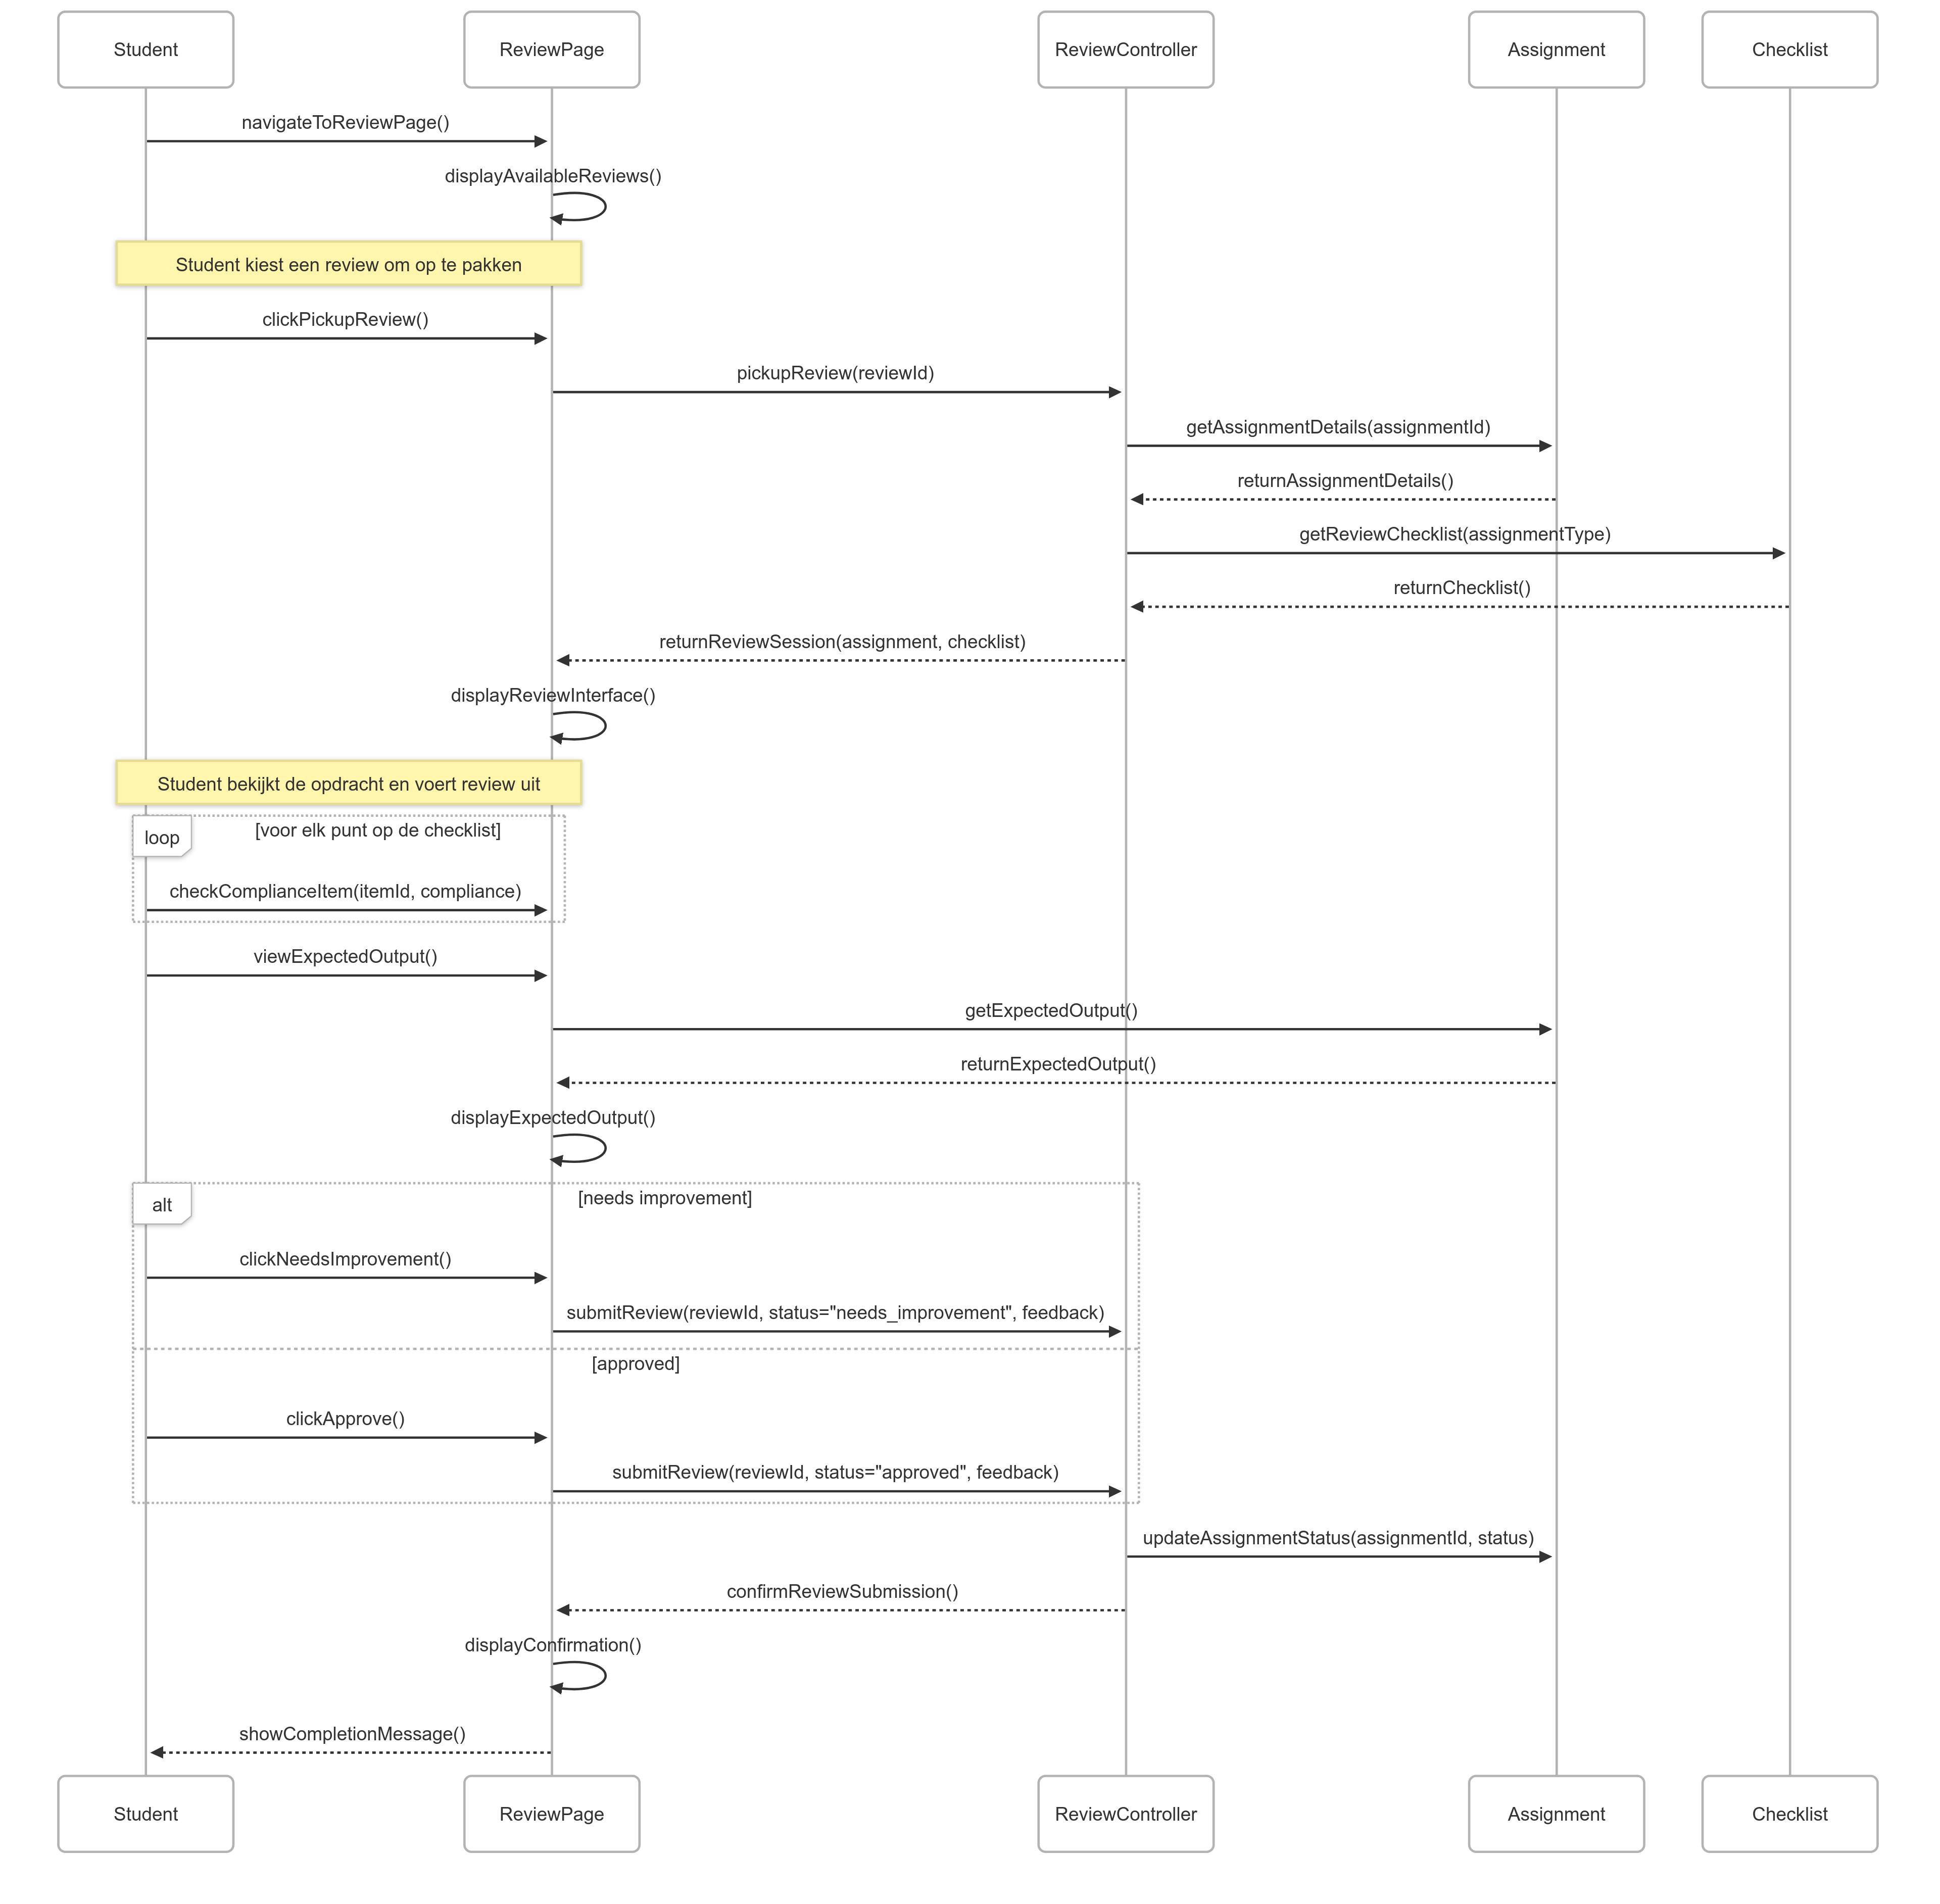 Student
ReviewPage
ReviewController
Assignment
Checklist
navigateToReviewPage()
displayAvailableReviews()
Student kiest een review om op te pakken
clickPickupReview()
pickupReview(reviewId)
getAssignmentDetails(assignmentId)
returnAssignmentDetails()
getReviewChecklist(assignmentType)
returnChecklist()
returnReviewSession(assignment, checklist)
displayReviewInterface()
Student bekijkt de opdracht en voert review uit
loop
[voor elk punt op de checklist]
checkComplianceItem(itemId, compliance)
viewExpectedOutput()
getExpectedOutput()
returnExpectedOutput()
displayExpectedOutput()
alt
[needs improvement]
clickNeedsImprovement()
submitReview(reviewId, status="needs_improvement", feedback)
[approved]
clickApprove()
submitReview(reviewId, status="approved", feedback)
updateAssignmentStatus(assignmentId, status)
confirmReviewSubmission()
displayConfirmation()
showCompletionMessage()
Student
ReviewPage
ReviewController
Assignment
Checklist